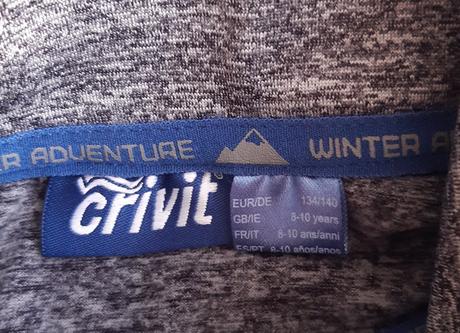 ER ADVENTURE WINTER A
crivit
EUR/DE 134/140
GB/IE 8-10 years
FR/IT 8-10 ans/anni
ES/PT 8-10 años/anos